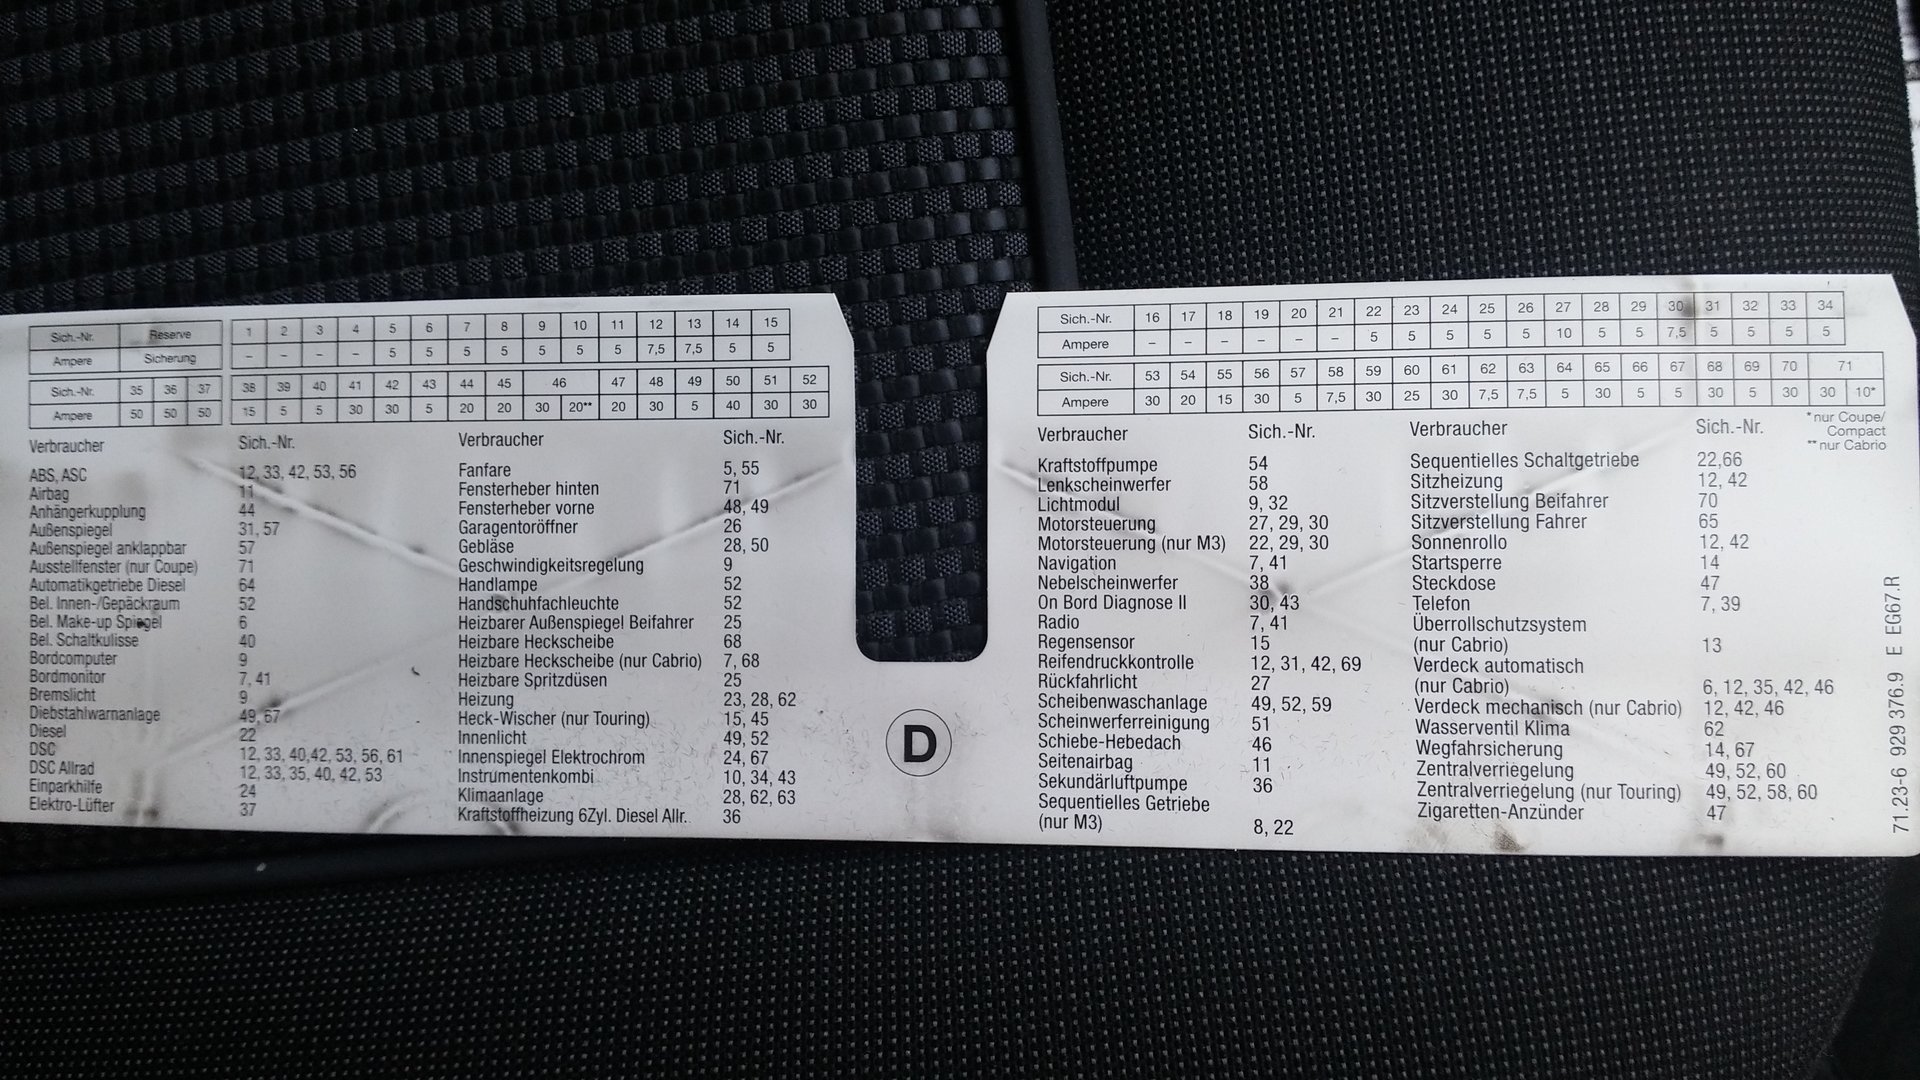 Sich.-Nr. Reserve 1 2 3 4 5 6 7 8 9 10 11 12 13 14 15
Ampere Sicherung – – – – 5 5 5 5 5 5 5 7,5 7,5 5 5
Sich.-Nr. 35 36 37 38 39 40 41 42 43 44 45 46 47 48 49 50 51 52
Ampere 50 50 50 15 5 5 30 30 5 20 20 30 20** 20 30 5 40 30 30
Verbraucher Sich.-Nr.
ABS, ASC 12, 33, 42, 53, 56
Airbag 11
Anhängerkupplung 44
Außenspiegel 31, 57
Außenspiegel anklappbar 57
Ausstellfenster (nur Coupe) 71
Automatikgetriebe Diesel 64
Bel. Innen-/Gepäckraum 52
Bel. Make-up Spiegel 6
Bel. Schaltkulisse 40
Bordcomputer 9
Bordmonitor 7, 41
Bremslicht 9
Diebstahlwarnanlage 49, 67
Diesel 22
DSC 12, 33, 40,42, 53, 56, 61
DSC Allrad 12, 33, 35, 40, 42, 53
Einparkhilfe 24
Elektro-Lüfter 37
Verbraucher Sich.-Nr.
Fanfare 5, 55
Fensterheber hinten 71
Fensterheber vorne 48, 49
Garagentoröffner 26
Gebläse 28, 50
Geschwindigkeitsregelung 9
Handlampe 52
Handschuhfachleuchte 52
Heizbarer Außenspiegel Beifahrer 25
Heizbare Heckscheibe 68
Heizbare Heckscheibe (nur Cabrio) 7, 68
Heizbare Spritzdüsen 25
Heizung 23, 28, 62
Heck-Wischer (nur Touring) 15, 45
Innenlicht 49, 52
Innenspiegel Elektrochrom 24, 67
Instrumentenkombi 10, 34, 43
Klimaanlage 28, 62, 63
Kraftstoffheizung 6Zyl. Diesel Allr. 36
D
Sich.-Nr. 16 17 18 19 20 21 22 23 24 25 26 27 28 29 30 31 32 33 34
Ampere – – – – – – 5 5 5 5 5 10 5 5 7,5 5 5 5 5
Sich.-Nr. 53 54 55 56 57 58 59 60 61 62 63 64 65 66 67 68 69 70 71
Ampere 30 20 15 30 5 7,5 30 25 30 7,5 7,5 5 30 5 5 30 5 30 30 10*
Verbraucher Sich.-Nr.
Kraftstoffpumpe 54
Lenkscheinwerfer 58
Lichtmodul 9, 32
Motorsteuerung 27, 29, 30
Motorsteuerung (nur M3) 22, 29, 30
Navigation 7, 41
Nebelscheinwerfer 38
On Bord Diagnose II 30, 43
Radio 7, 41
Regensensor 15
Reifendruckkontrolle 12, 31, 42, 69
Rückfahrlicht 27
Scheibenwaschanlage 49, 52, 59
Scheinwerferreinigung 51
Schiebe-Hebedach 46
Seitenairbag 11
Sekundärluftpumpe 36
Sequentielles Getriebe
(nur M3) 8, 22
Verbraucher Sich.-Nr.
Sequentielles Schaltgetriebe 22,66
Sitzheizung 12, 42
Sitzverstellung Beifahrer 70
Sitzverstellung Fahrer 65
Sonnenrollo 12, 42
Startsperre 14
Steckdose 47
Telefon 7, 39
Überrollschutzsystem
(nur Cabrio) 13
Verdeck automatisch
(nur Cabrio) 6, 12, 35, 42, 46
Verdeck mechanisch (nur Cabrio) 12, 42, 46
Wasserventil Klima 62
Wegfahrsicherung 14, 67
Zentralverriegelung 49, 52, 60
Zentralverriegelung (nur Touring) 49, 52, 58, 60
Zigaretten-Anzünder 47
*nur Coupe/
Compact
**nur Cabrio
71.23-6 929 376.9 E EG67.R